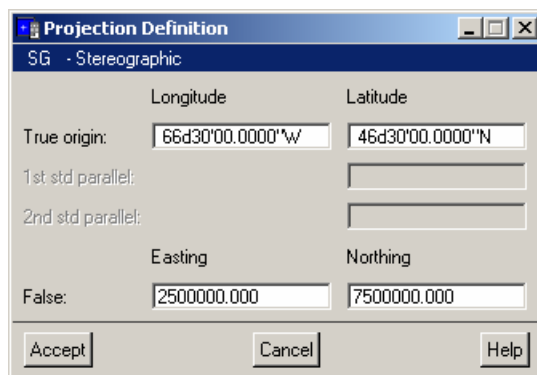 Projection Definition
SG - Stereographic
Longitude Latitude
True origin: 66d30'00.0000"W 46d30'00.0000"N
1st std parallel:
2nd std parallel:
Easting Northing
False: 2500000.000 7500000.000
Accept Cancel Help